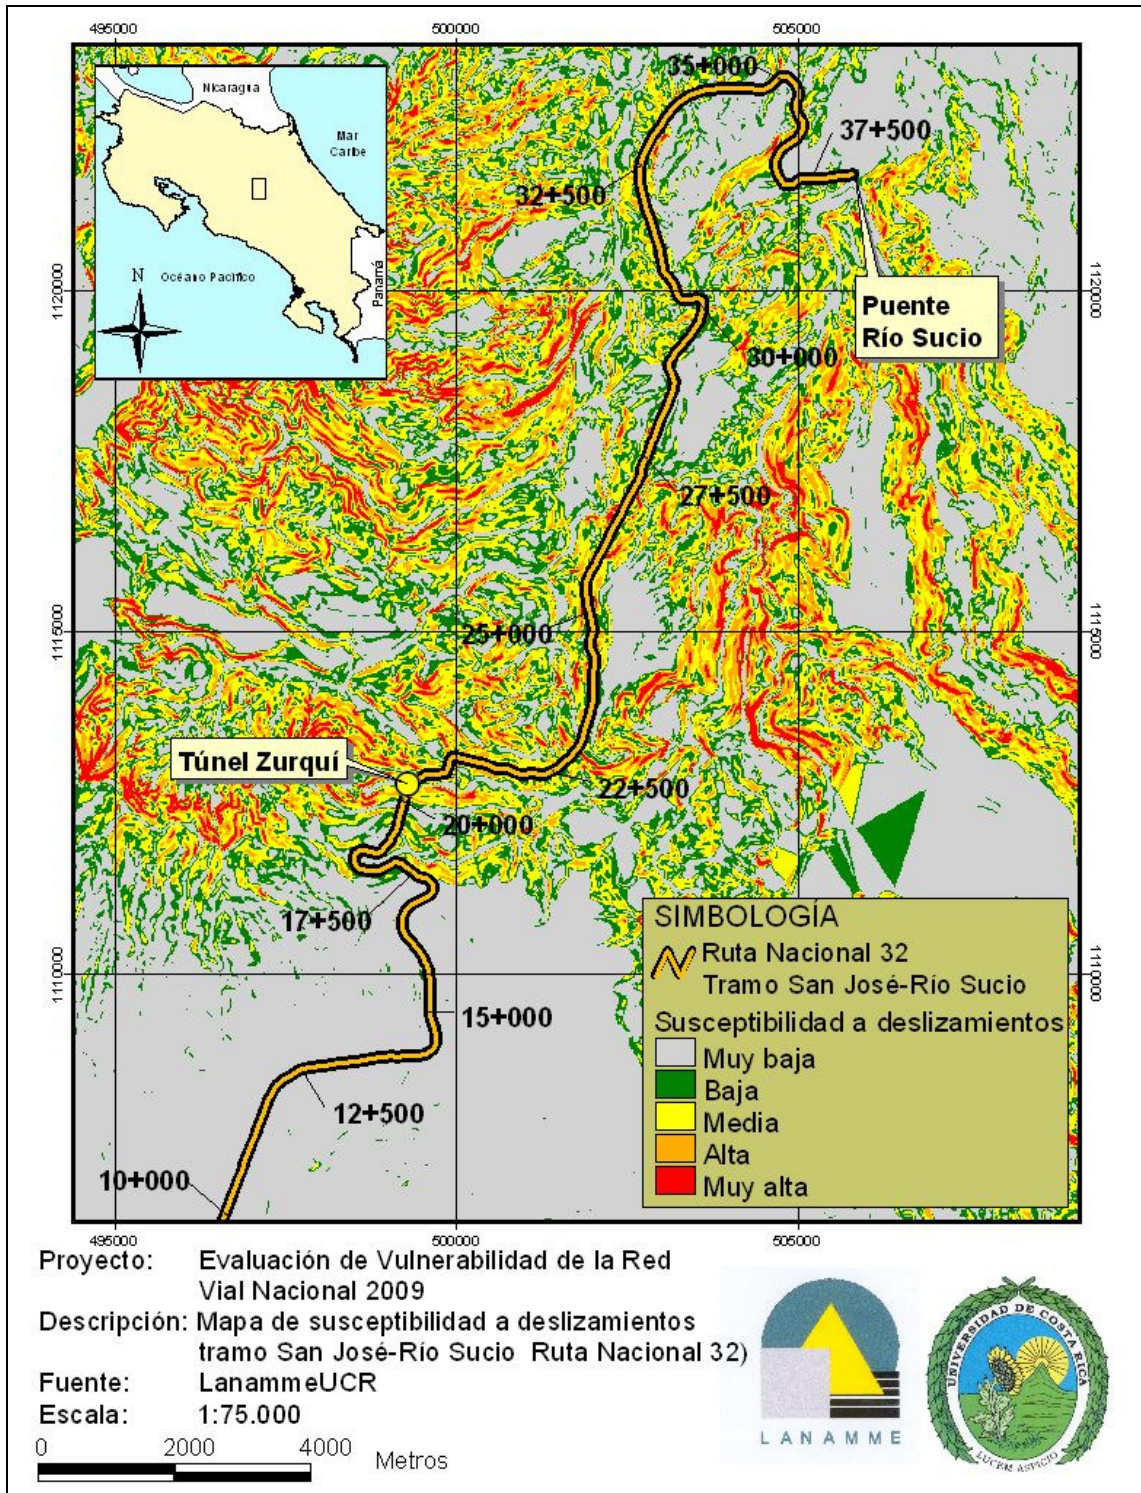 495000
500000
505000
Nicaragua
Mar
Caribe
N
Océano Pacífico
Panamá
35+000
37+500
32+500
1120000
1120000
Puente
Río Sucio
30+000
27+500
1115000
25+000
1115000
Túnel Zurquí
22+500
20+000
17+500
1110000
1110000
15+000
12+500
10+000
SIMBOLOGÍA
Ruta Nacional 32
Tramo San José-Río Sucio
Susceptibilidad a deslizamientos
Muy baja
Baja
Media
Alta
Muy alta
495000
500000
505000
Proyecto: Evaluación de Vulnerabilidad de la Red
Vial Nacional 2009
Descripción: Mapa de susceptibilidad a deslizamientos
tramo San José-Río Sucio Ruta Nacional 32)
Fuente: LanammeUCR
Escala: 1:75.000
0 2000 4000
Metros
LANAMME
UNIVERSIDAD DE COSTA RICA
LUCEM ASPICIO